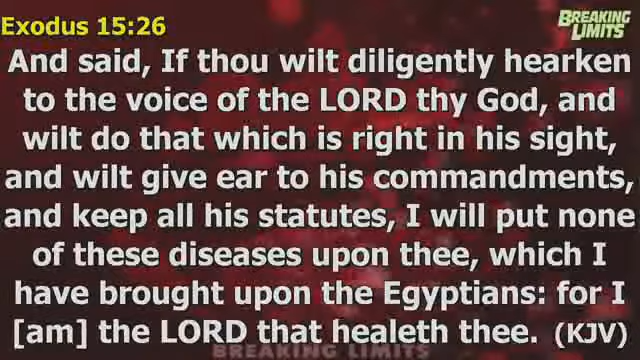 Exodus 15:26
BREAKING
LIMITS
And said, If thou wilt diligently hearken
to the voice of the LORD thy God, and
wilt do that which is right in his sight,
and wilt give ear to his commandments,
and keep all his statutes, I will put none
of these diseases upon thee, which I
have brought upon the Egyptians: for I
[am] the LORD that healeth thee. (KJV)
BREAKING LIMITS